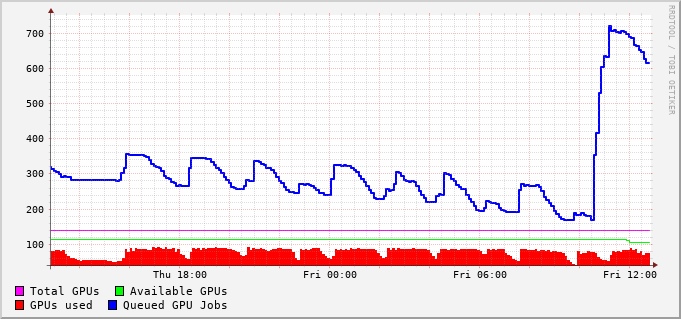 700
600
500
400
300
200
100
Thu 18:00 Fri 00:00 Fri 06:00 Fri 12:00
Total GPUs Available GPUs
GPUs used Queued GPU Jobs
RRDTOOL / TOBI OETIKER